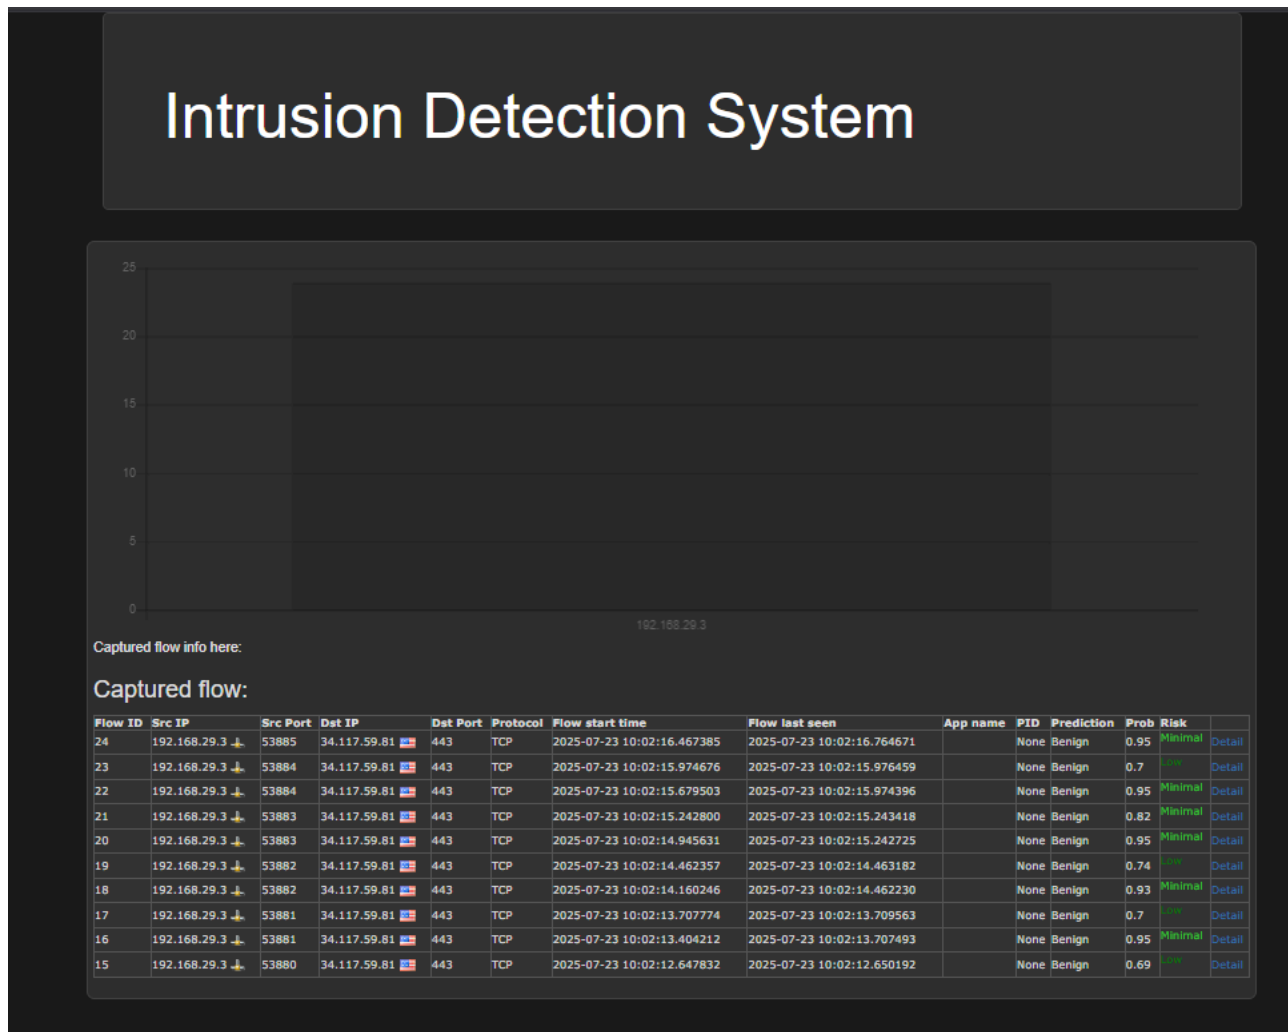 Intrusion Detection System
25
20
15
10
5
0
192.168.29.3
Captured flow info here:
Captured flow:
Flow ID Src IP Src Port Dst IP Dst Port Protocol Flow start time Flow last seen App name PID Prediction Prob Risk
24 192.168.29.3 53885 34.117.59.81 443 TCP 2025-07-23 10:02:16.467385 2025-07-23 10:02:16.764671 None Benign 0.95 Minimal Detail
23 192.168.29.3 53884 34.117.59.81 443 TCP 2025-07-23 10:02:15.974676 2025-07-23 10:02:15.976459 None Benign 0.7 Low Detail
22 192.168.29.3 53884 34.117.59.81 443 TCP 2025-07-23 10:02:15.679503 2025-07-23 10:02:15.974396 None Benign 0.95 Minimal Detail
21 192.168.29.3 53883 34.117.59.81 443 TCP 2025-07-23 10:02:15.242800 2025-07-23 10:02:15.243418 None Benign 0.82 Minimal Detail
20 192.168.29.3 53883 34.117.59.81 443 TCP 2025-07-23 10:02:14.945631 2025-07-23 10:02:15.242725 None Benign 0.95 Minimal Detail
19 192.168.29.3 53882 34.117.59.81 443 TCP 2025-07-23 10:02:14.462357 2025-07-23 10:02:14.463182 None Benign 0.74 Low Detail
18 192.168.29.3 53882 34.117.59.81 443 TCP 2025-07-23 10:02:14.160246 2025-07-23 10:02:14.462230 None Benign 0.93 Minimal Detail
17 192.168.29.3 53881 34.117.59.81 443 TCP 2025-07-23 10:02:13.707774 2025-07-23 10:02:13.709563 None Benign 0.7 Low Detail
16 192.168.29.3 53881 34.117.59.81 443 TCP 2025-07-23 10:02:13.404212 2025-07-23 10:02:13.707493 None Benign 0.95 Minimal Detail
15 192.168.29.3 53880 34.117.59.81 443 TCP 2025-07-23 10:02:12.647832 2025-07-23 10:02:12.650192 None Benign 0.69 Low Detail